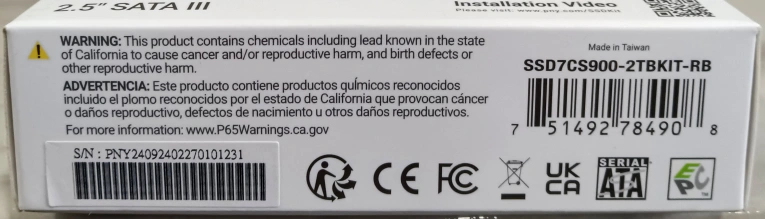 2.5" SATA III
Installation Video
Please visit: www.pny.com/SSDKit
WARNING: This product contains chemicals including lead known in the state
of California to cause cancer and/or reproductive harm, and birth defects or
other reproductive harm.
ADVERTENCIA: Este producto contiene productos químicos reconocidos
incluido el plomo reconocidos por el estado de California que provocan cáncer
o daños reproductivo, defectos de nacimiento u otros daños reproductivos.
For more information: www.P65Warnings.ca.gov
Made in Taiwan
SSD7CS900-2TBKIT-RB
7 51492 78490 8
S/N : PNY24092402270101231
CE FC UK
CA
SERIAL
ATA